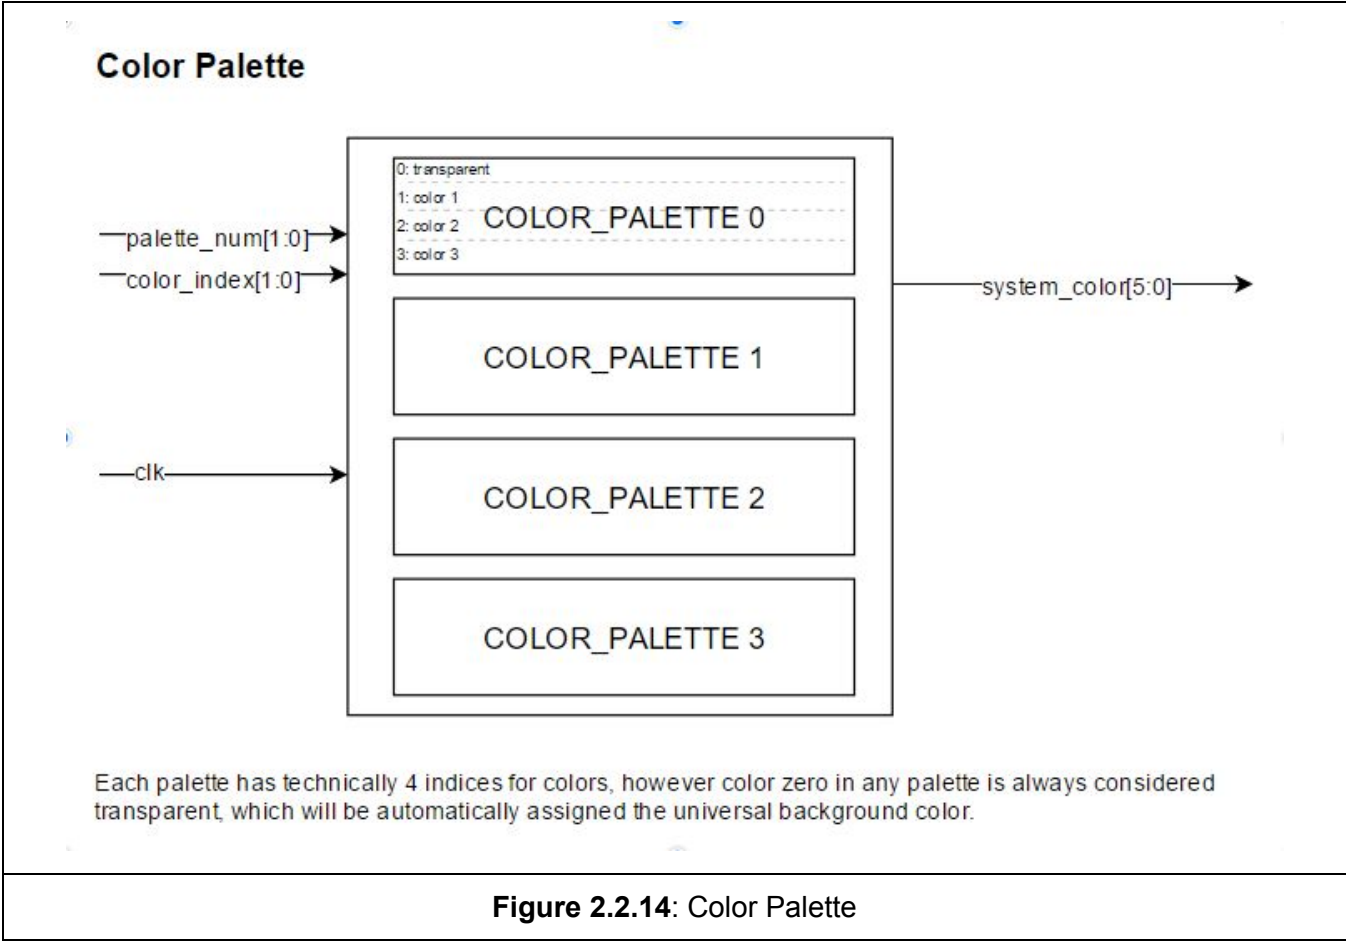 Color Palette
0: transparent
1: color 1
2: color 2
3: color 3
COLOR_PALETTE 0
palette_num[1:0]
color_index[1:0]
system_color[5:0]
COLOR_PALETTE 1
clk
COLOR_PALETTE 2
COLOR_PALETTE 3
Each palette has technically 4 indices for colors, however color zero in any palette is always considered
transparent, which will be automatically assigned the universal background color.
Figure 2.2.14: Color Palette